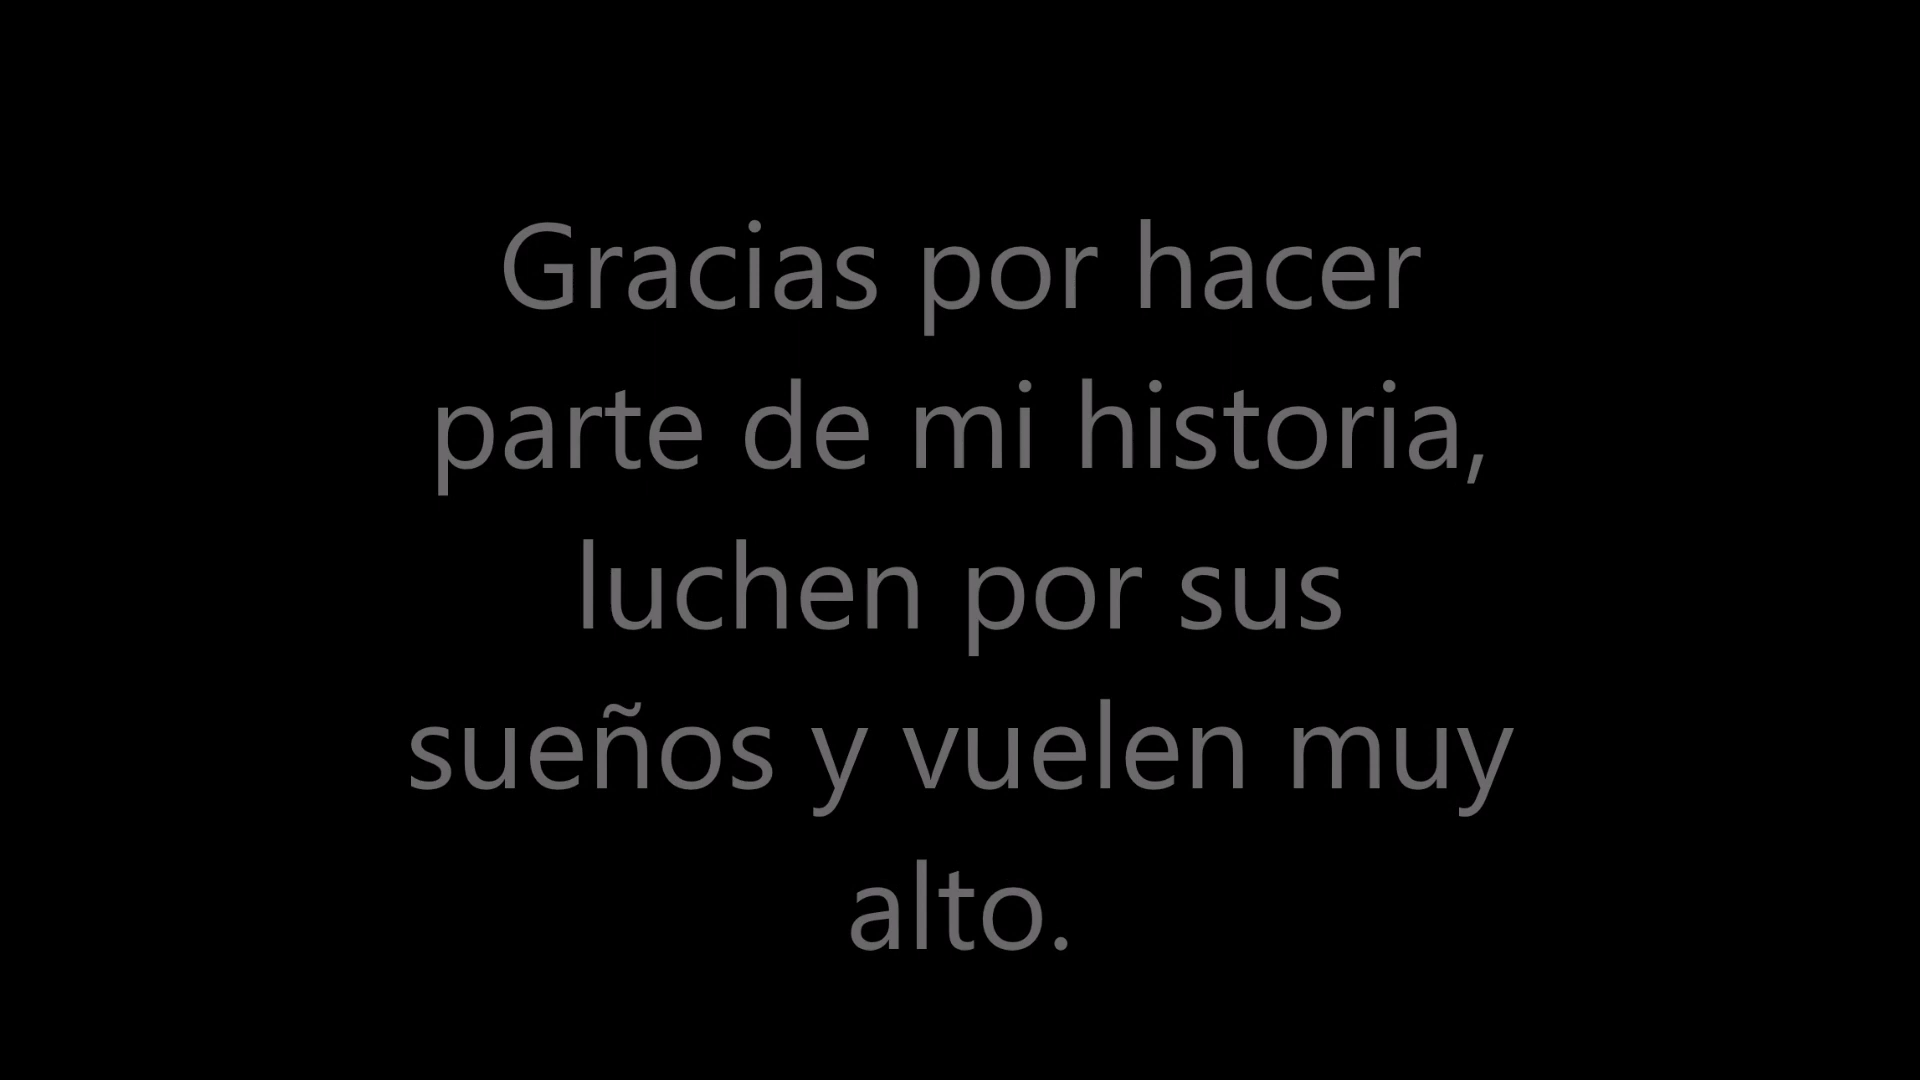 Gracias por hacer
parte de mi historia,
luchen por sus
sueños y vuelen muy
alto.